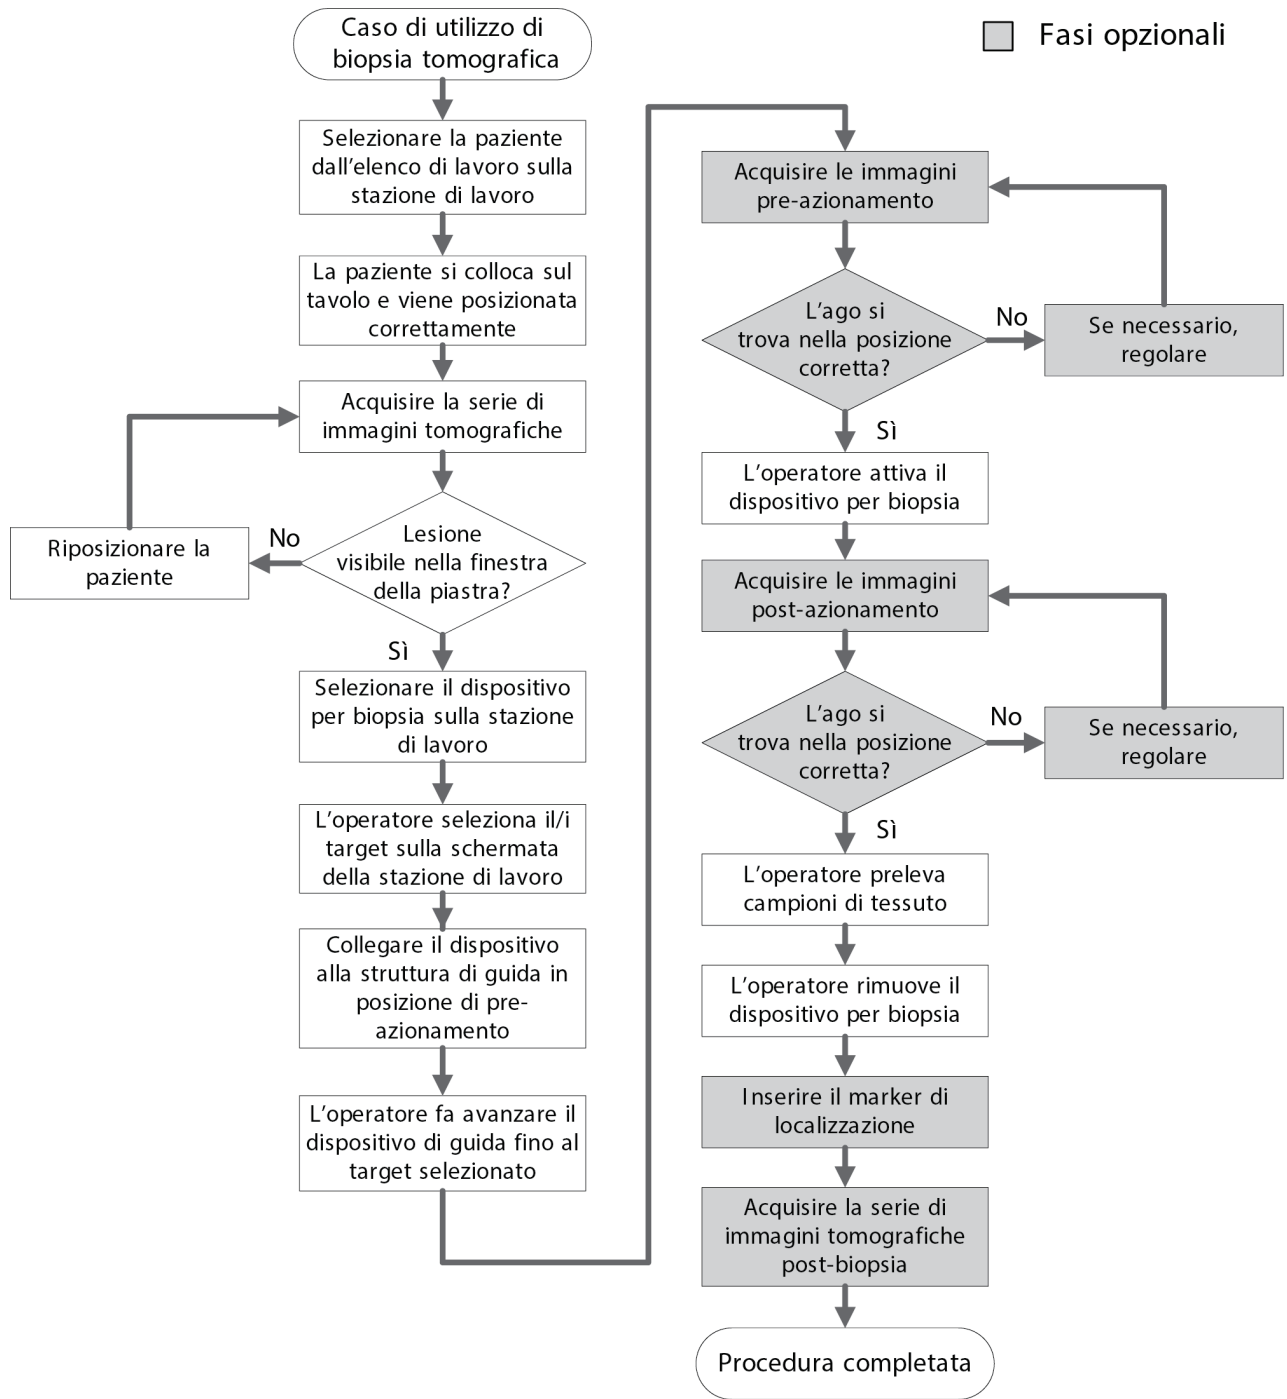 Caso di utilizzo di
biopsia tomografica
Fasi opzionali
Selezionare la paziente
dall'elenco di lavoro sulla
stazione di lavoro
La paziente si colloca sul
tavolo e viene posizionata
correttamente
Acquisire la serie di
immagini tomografiche
Lesione
visibile nella finestra
della piastra?
No
Riposizionare la
paziente
Sì
Selezionare il dispositivo
per biopsia sulla stazione
di lavoro
L'operatore seleziona il/i
target sulla schermata
della stazione di lavoro
Collegare il dispositivo
alla struttura di guida in
posizione di pre-
azionamento
L'operatore fa avanzare il
dispositivo di guida fino al
target selezionato
Acquisire le immagini
pre-azionamento
L'ago si
trova nella posizione
corretta?
No
Se necessario,
regolare
Sì
L'operatore attiva il
dispositivo per biopsia
Acquisire le immagini
post-azionamento
L'ago si
trova nella posizione
corretta?
No
Se necessario,
regolare
Sì
L'operatore preleva
campioni di tessuto
L'operatore rimuove il
dispositivo per biopsia
Inserire il marker di
localizzazione
Acquisire la serie di
immagini tomografiche
post-biopsia
Procedura completata